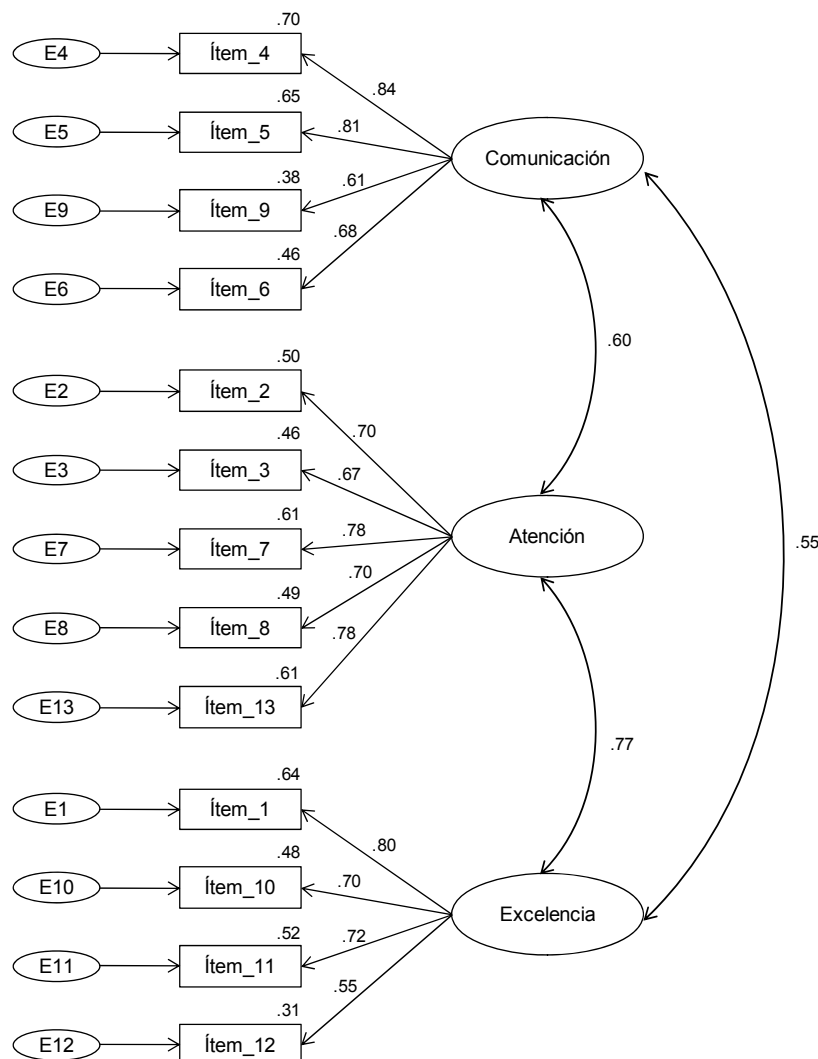 .70
E4 Ítem_4
.84
.65
E5 Ítem_5
.81
Comunicación
.38
.61
E9 Ítem_9
.68
.46
E6 Ítem_6
.60
.50
E2 Ítem_2
.70
.46
E3 Ítem_3
.67
.61
.78
E7 Ítem_7
Atención
.55
.70
.49
E8 Ítem_8
.78
.61
E13 Ítem_13
.77
.64
E1 Ítem_1
.80
.48
E10 Ítem_10
.70
Excelencia
.52
.72
E11 Ítem_11
.55
.31
E12 Ítem_12